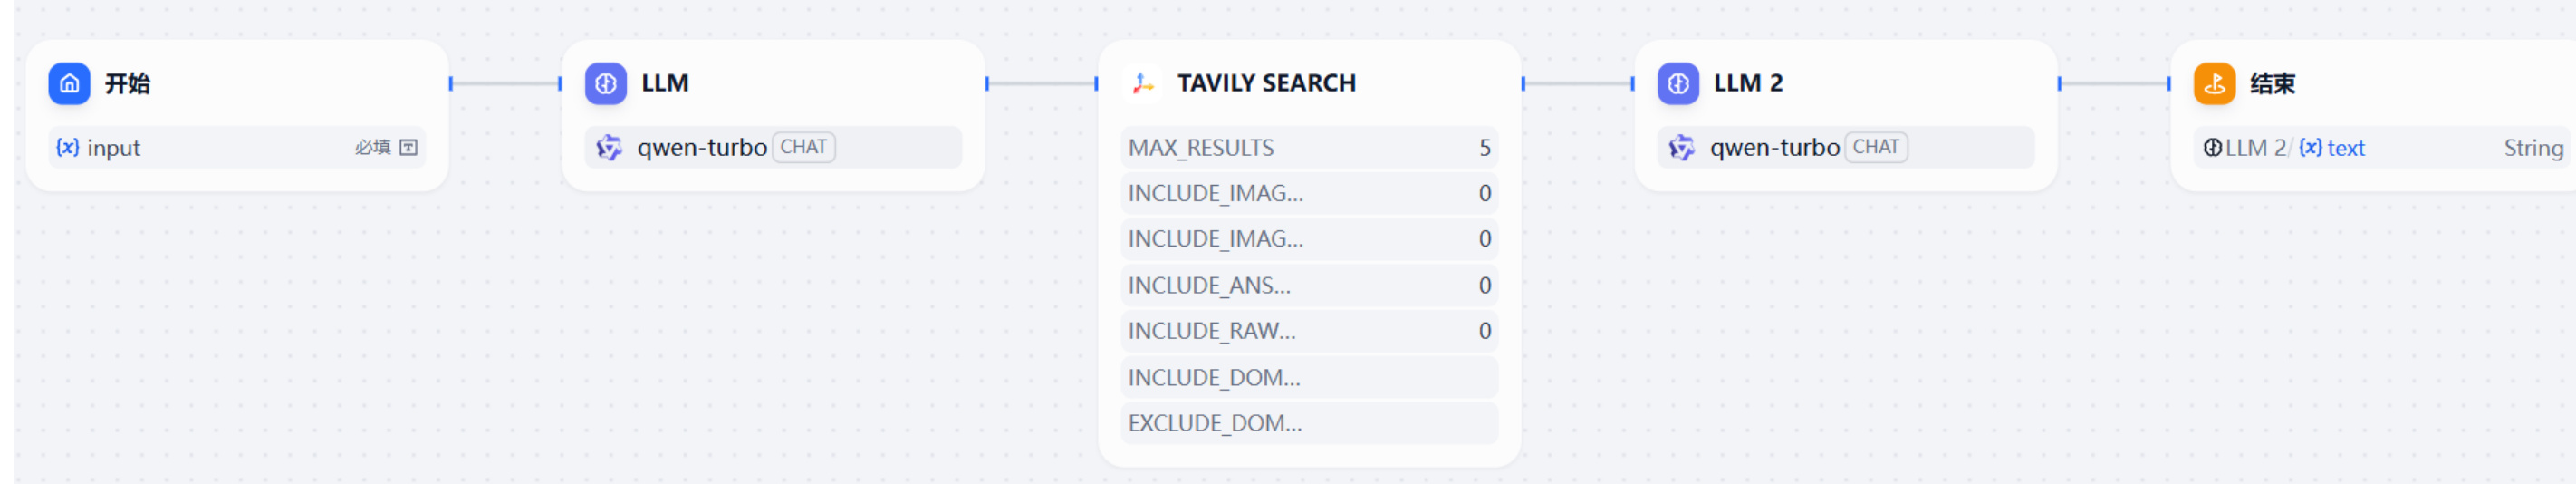 开始
{x} input 必填
LLM
qwen-turbo CHAT
TAVILY SEARCH
MAX_RESULTS 5
INCLUDE_IMAG... 0
INCLUDE_IMAG... 0
INCLUDE_ANS... 0
INCLUDE_RAW... 0
INCLUDE_DOM...
EXCLUDE_DOM...
LLM 2
qwen-turbo CHAT
结束
LLM 2/ {x} text String